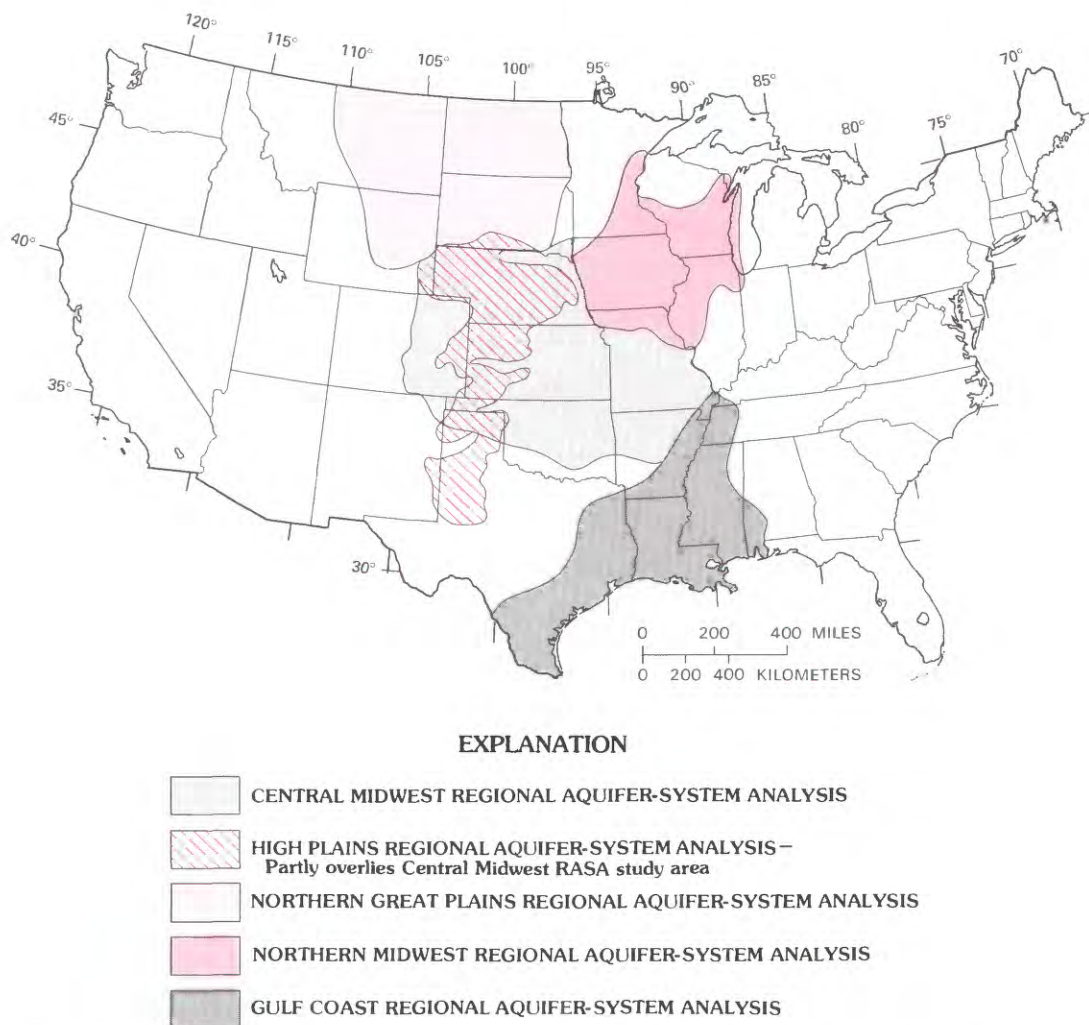 120°
115°
110°
105°
100°
95°
90°
85°
80°
75°
70°
45°
40°
35°
30°
0 200 400 MILES
0 200 400 KILOMETERS
EXPLANATION
CENTRAL MIDWEST REGIONAL AQUIFER-SYSTEM ANALYSIS
HIGH PLAINS REGIONAL AQUIFER-SYSTEM ANALYSIS—
Partly overlies Central Midwest RASA study area
NORTHERN GREAT PLAINS REGIONAL AQUIFER-SYSTEM ANALYSIS
NORTHERN MIDWEST REGIONAL AQUIFER-SYSTEM ANALYSIS
GULF COAST REGIONAL AQUIFER-SYSTEM ANALYSIS